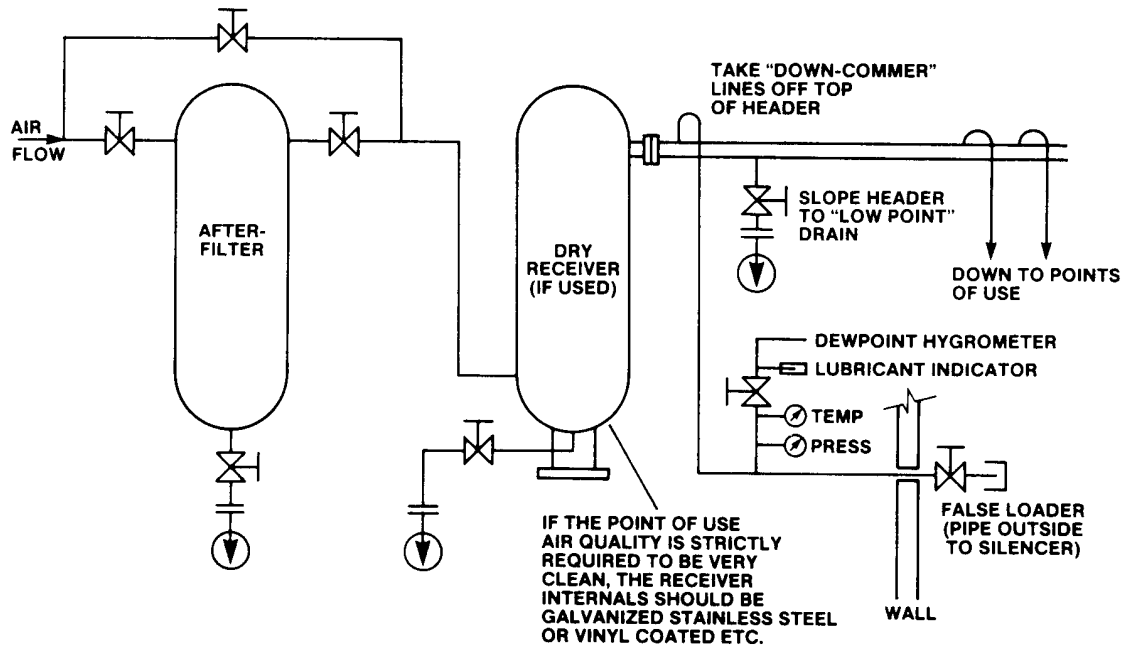 AIR
FLOW
AFTER-
FILTER
DRY
RECEIVER
(IF USED)
TAKE “DOWN-COMMER”
LINES OFF TOP
OF HEADER
SLOPE HEADER
TO “LOW POINT”
DRAIN
DOWN TO POINTS
OF USE
DEWPOINT HYGROMETER
LUBRICANT INDICATOR
TEMP
PRESS
FALSE LOADER
(PIPE OUTSIDE
TO SILENCER)
WALL
IF THE POINT OF USE
AIR QUALITY IS STRICTLY
REQUIRED TO BE VERY
CLEAN, THE RECEIVER
INTERNALS SHOULD BE
GALVANIZED STAINLESS STEEL
OR VINYL COATED ETC.